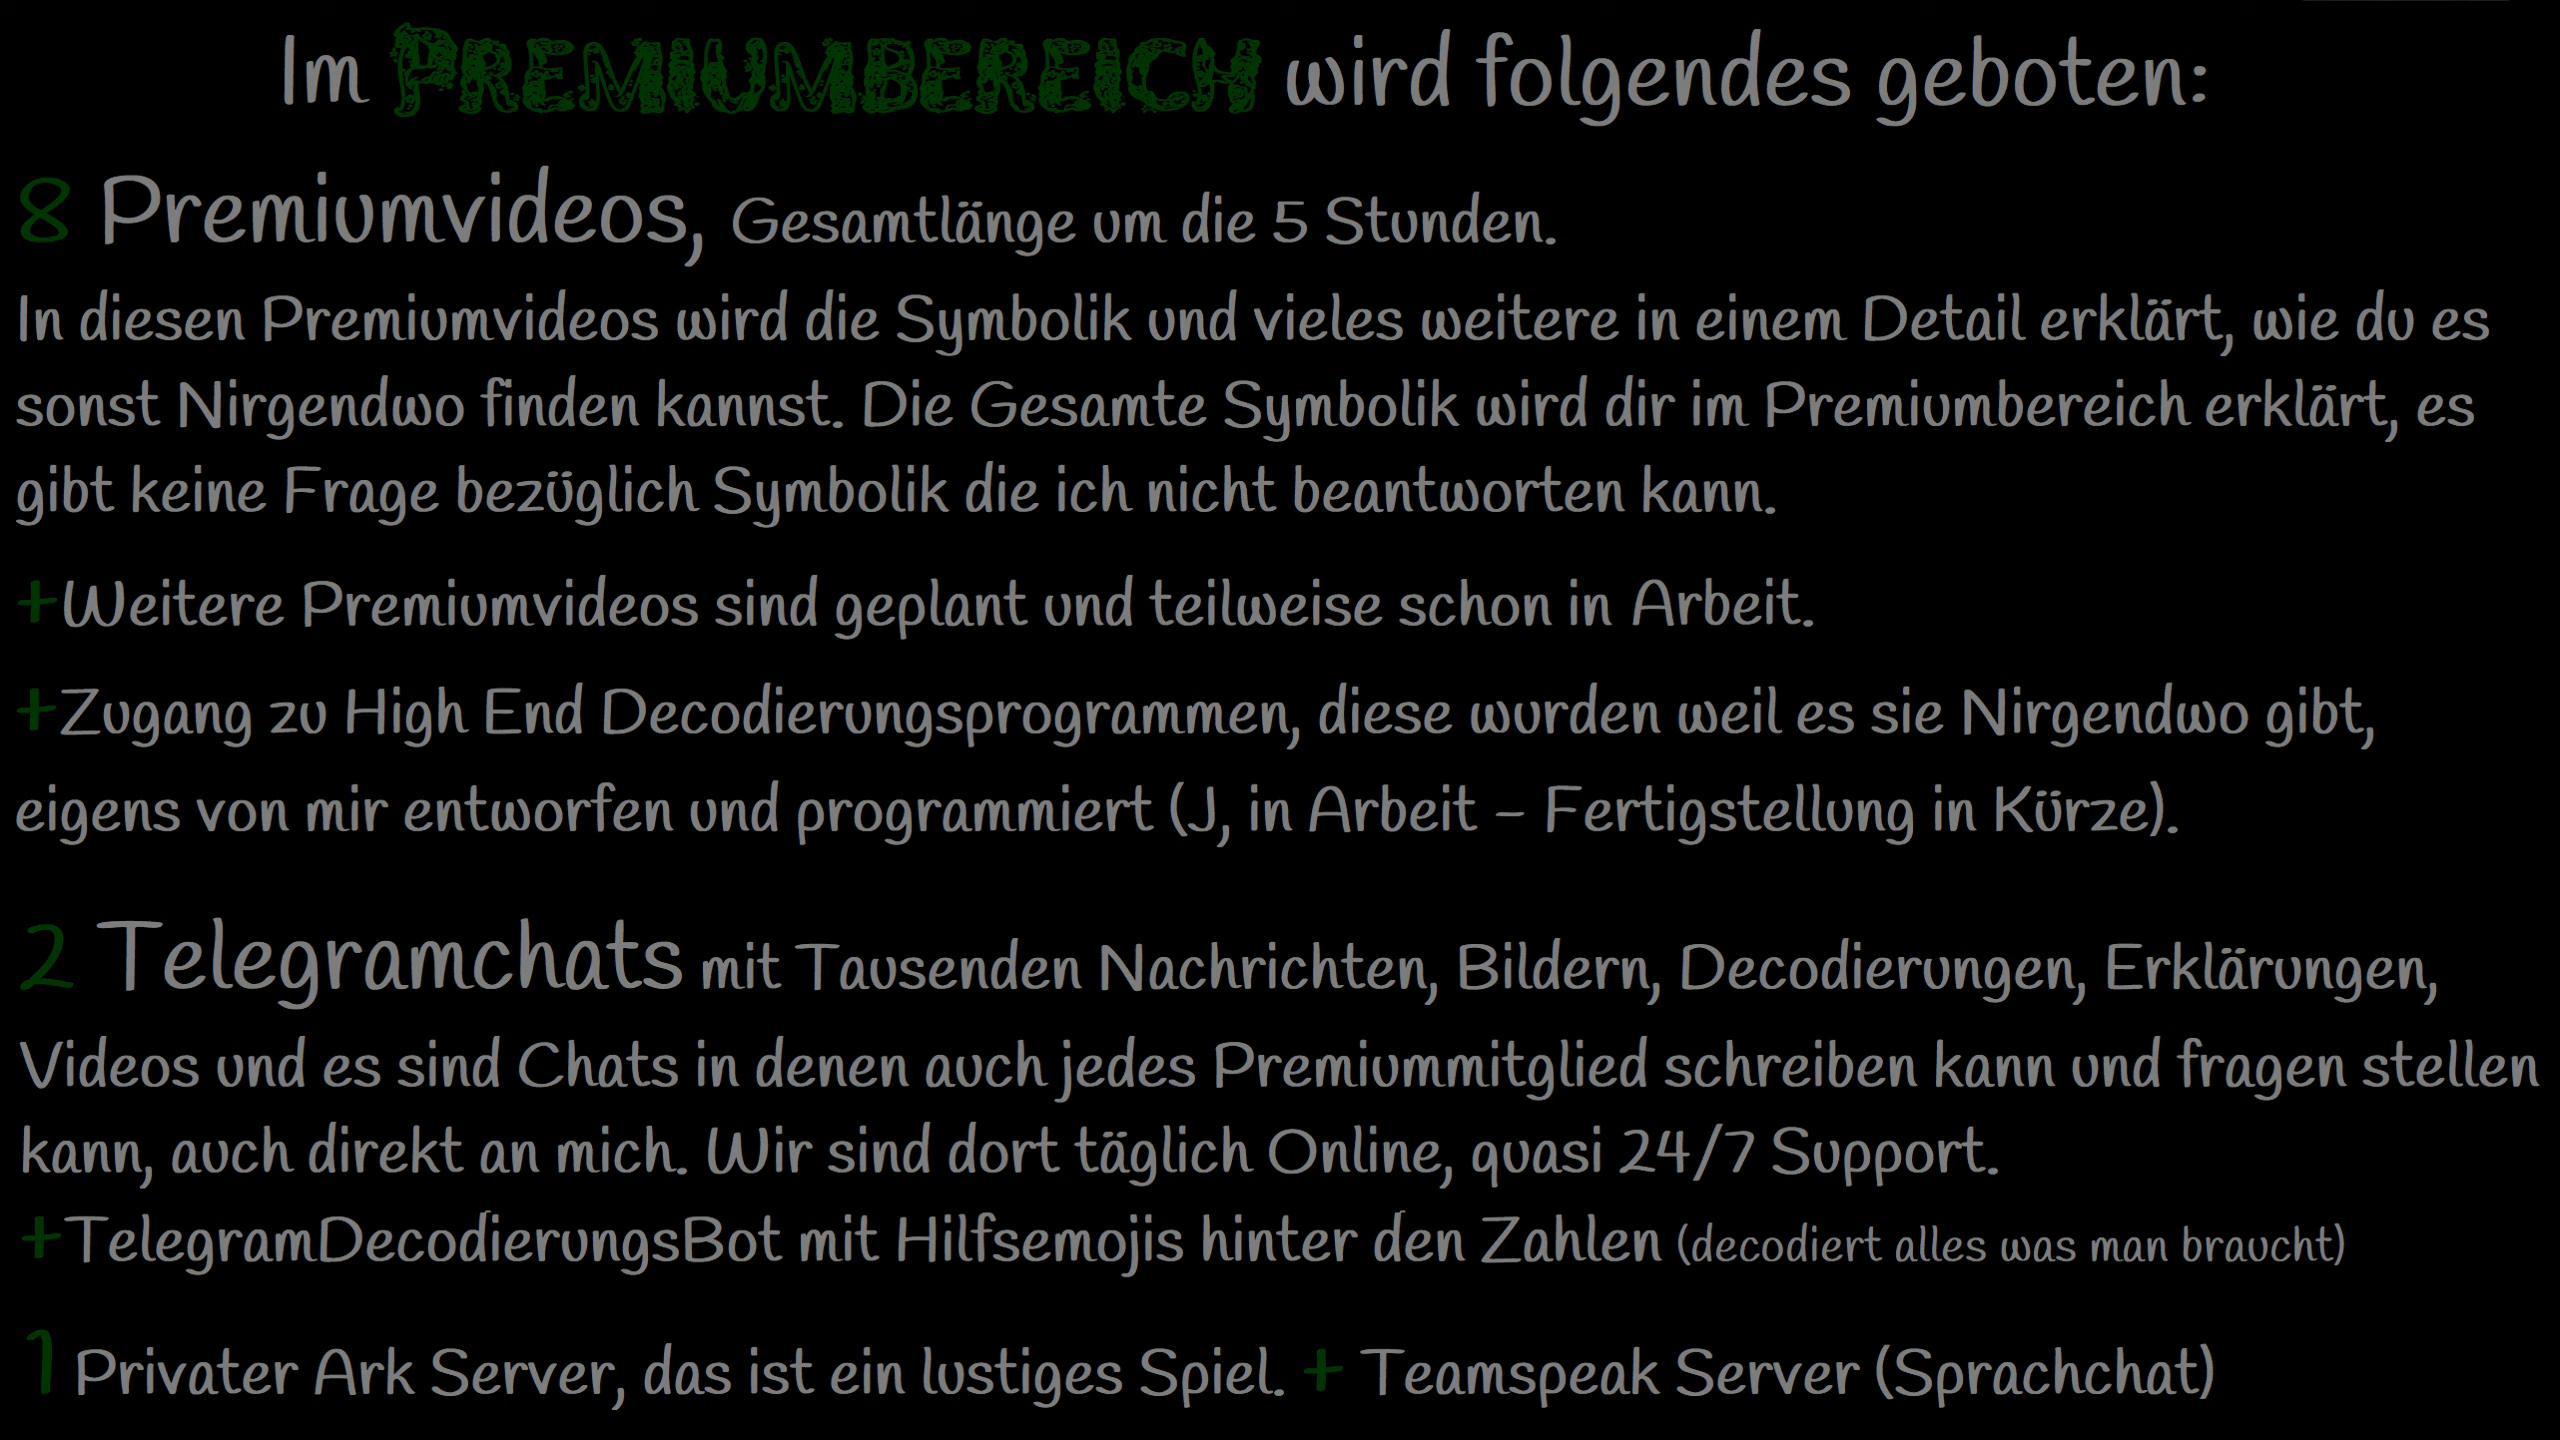 Im PREMIUMBEREICH wird folgendes geboten:
8 Premiumvideos, Gesamtlänge um die 5 Stunden.
In diesen Premiumvideos wird die Symbolik und vieles weitere in einem Detail erklärt, wie du es
sonst Nirgendwo finden kannst. Die Gesamte Symbolik wird dir im Premiumbereich erklärt, es
gibt keine Frage bezüglich Symbolik die ich nicht beantworten kann.
+Weitere Premiumvideos sind geplant und teilweise schon in Arbeit.
+Zugang zu High End Decodierungsprogrammen, diese wurden weil es sie Nirgendwo gibt,
eigens von mir entworfen und programmiert (J, in Arbeit – Fertigstellung in Kürze).
2 Telegramchats mit Tausenden Nachrichten, Bildern, Decodierungen, Erklärungen,
Videos und es sind Chats in denen auch jedes Premiummitglied schreiben kann und fragen stellen
kann, auch direkt an mich. Wir sind dort täglich Online, quasi 24/7 Support.
+TelegramDecodierungsBot mit Hilfsemojis hinter den Zahlen (decodiert alles was man braucht)
1 Privater Ark Server, das ist ein lustiges Spiel. + Teamspeak Server (Sprachchat)